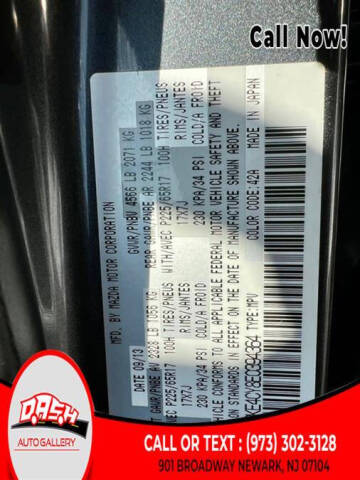 Call Now!
MFD. BY MAZDA MOTOR CORPORATION
DATE 09/13 GVWR/PNBV 4566 LB 2071 KG
GAWR/PNBE AV 2328 LB 1056 KG REAR GAWR/PNBE AR 2244 LB 1018 KG
P225/65R17 100H TIRES/PNEUS WITH/AVEC P225/65R17 100H TIRES/PNEUS
17X7J RIMS/JANTES 17X7J RIMS/JANTES
230 KPA/34 PSI COLD/A FROID 230 KPA/34 PSI COLD/A FROID
VEHICLE CONFORMS TO ALL APPLICABLE FEDERAL MOTOR VEHICLE SAFETY AND THEFT
STANDARDS IN EFFECT ON THE DATE OF MANUFACTURE SHOWN ABOVE.
TYPE:MPV COLOR CODE:42A MADE IN JAPAN
DASH
AUTO GALLERY
CALL OR TEXT : (973) 302-3128
901 BROADWAY NEWARK, NJ 07104